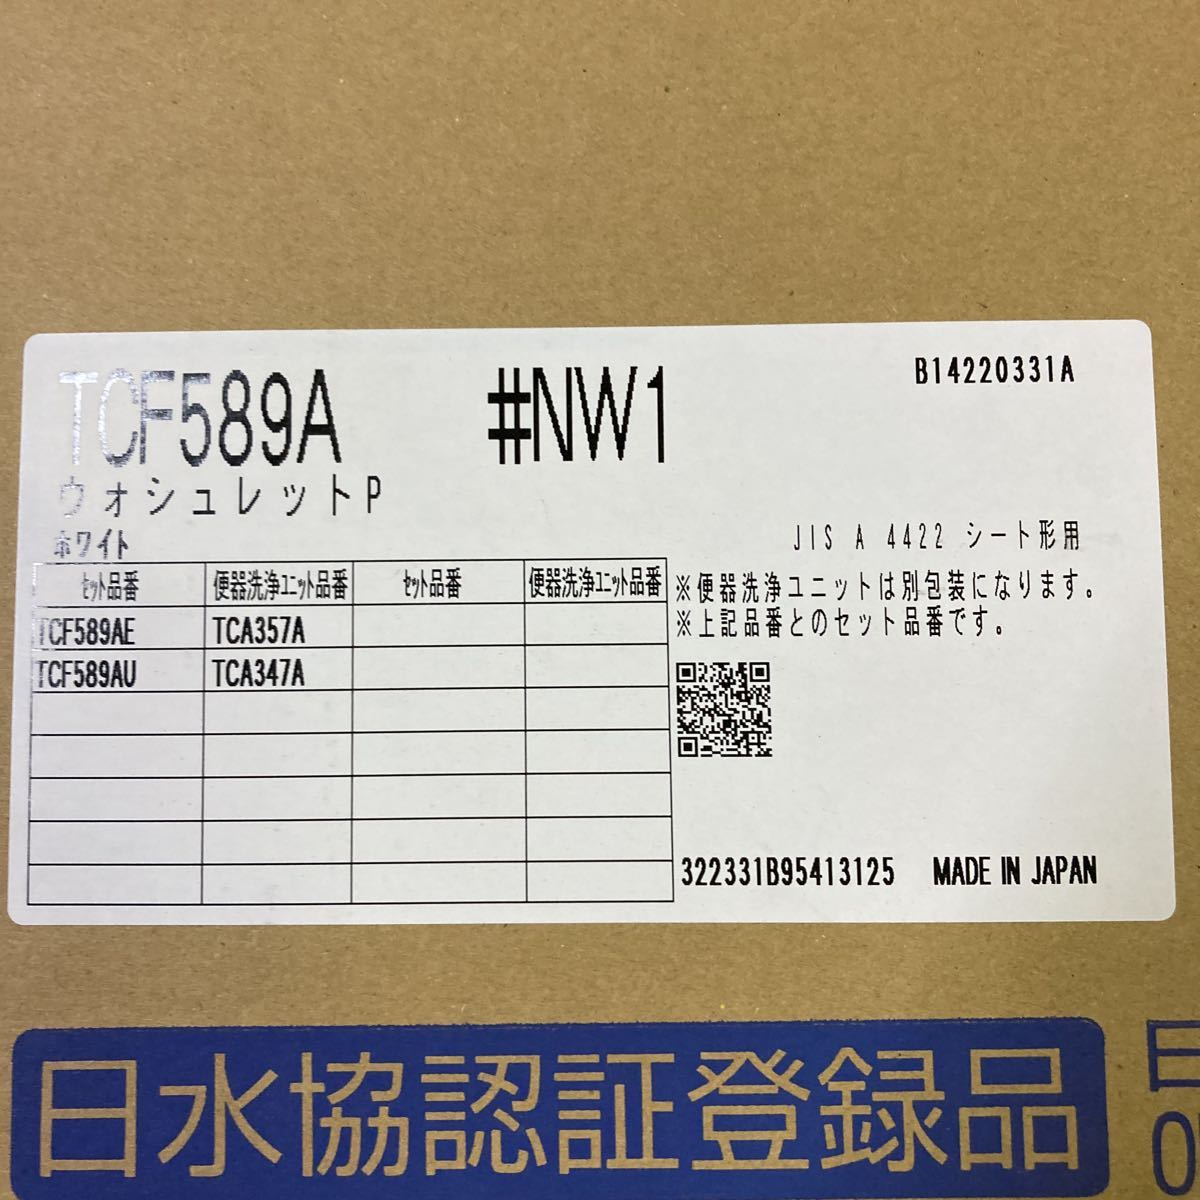 TCF589A #NW1 B14220331A
ウォシュレットP
ホワイト
JIS A 4422 シート形用
セット品番 便器洗浄ユニット品番 セット品番 便器洗浄ユニット品番
TCF589AE TCA357A
TCF589AU TCA347A
※便器洗浄ユニットは別包装になります。
※上記品番とのセット品番です。
322331B95413125 MADE IN JAPAN
日水協認証登録品